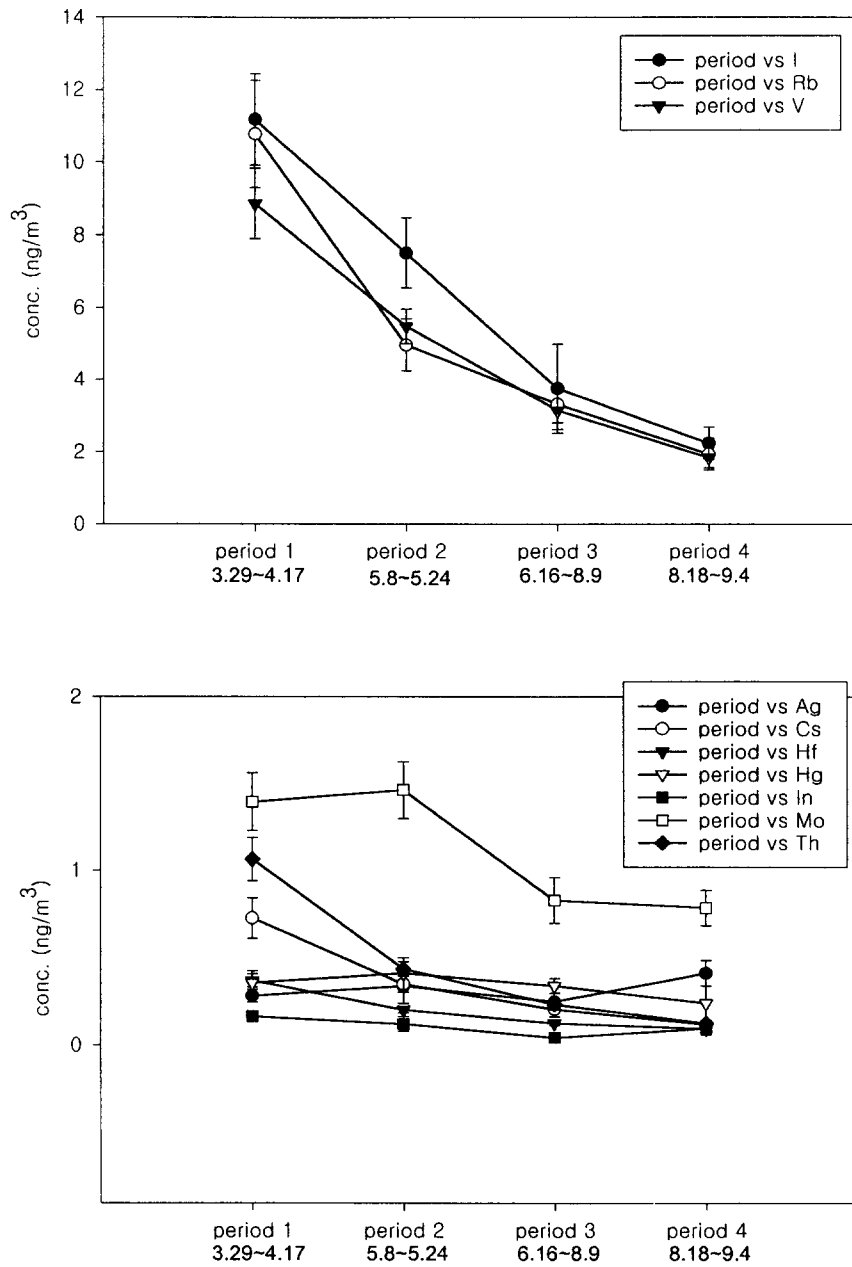 14
12
10
8
6
4
2
0
conc. (ng/m³)
period vs I
period vs Rb
period vs V
period 1
3.29~4.17
period 2
5.8~5.24
period 3
6.16~8.9
period 4
8.18~9.4
2
1
0
conc. (ng/m³)
period vs Ag
period vs Cs
period vs Hf
period vs Hg
period vs In
period vs Mo
period vs Th
period 1
3.29~4.17
period 2
5.8~5.24
period 3
6.16~8.9
period 4
8.18~9.4